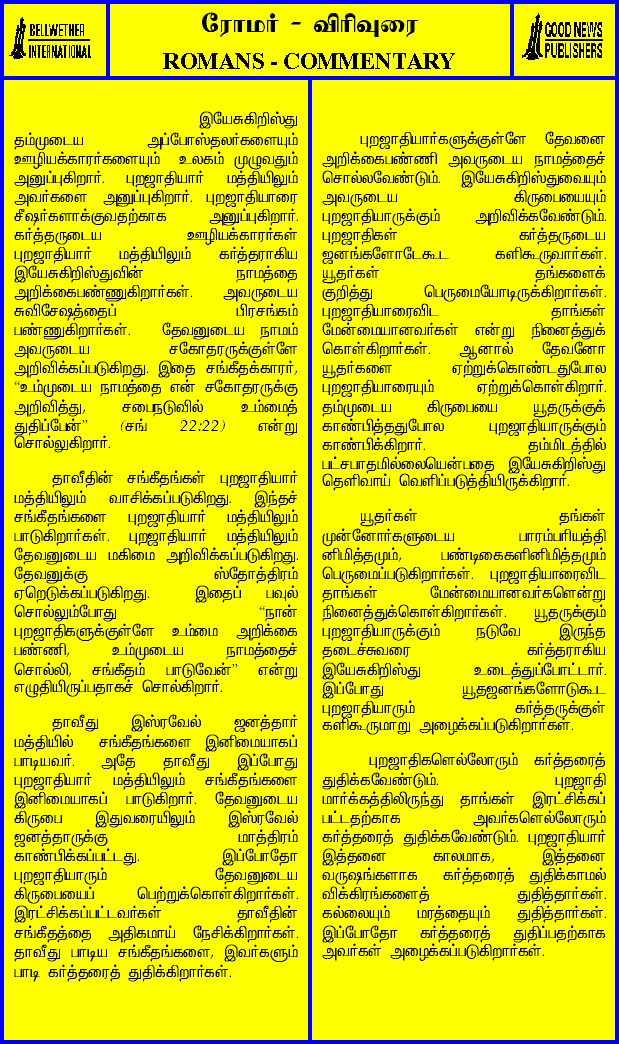 BELLWETHER
INTERNATIONAL
ரோமர் - விரிவுரை
ROMANS - COMMENTARY
GOOD NEWS
PUBLISHERS
இயேசுகிறிஸ்து
தம்முடைய அப்போஸ்தலர்களையும்
ஊழியக்காரர்களையும் உலகம் முழுவதும்
அனுப்புகிறார். புறஜாதியார் மத்தியிலும்
அவர்களை அனுப்புகிறார். புறஜாதியாரை
சீஷர்களாக்குவதற்காக அனுப்புகிறார்.
கர்த்தருடைய ஊழியக்காரர்கள்
புறஜாதியார் மத்தியிலும் கர்த்தராகிய
இயேசுகிறிஸ்துவின் நாமத்தை
அறிக்கைபண்ணுகிறார்கள். அவருடைய
சுவிசேஷத்தைப் பிரசங்கம்
பண்ணுகிறார்கள். தேவனுடைய நாமம்
அவருடைய சகோதரருக்குள்ளே
அறிவிக்கப்படுகிறது. இதை சங்கீதக்காரர்,
“உம்முடைய நாமத்தை என் சகோதரருக்கு
அறிவித்து, சபைநடுவில் உம்மைத்
துதிப்பேன்” (சங் 22:22) என்று
சொல்லுகிறார்.
தாவீதின் சங்கீதங்கள் புறஜாதியார்
மத்தியிலும் வாசிக்கப்படுகிறது. இந்தச்
சங்கீதங்களை புறஜாதியார் மத்தியிலும்
பாடுகிறார்கள். புறஜாதியார் மத்தியிலும்
தேவனுடைய மகிமை அறிவிக்கப்படுகிறது.
தேவனுக்கு ஸ்தோத்திரம்
ஏறெடுக்கப்படுகிறது. இதைப் பவுல்
சொல்லும்போது “நான்
புறஜாதிகளுக்குள்ளே உம்மை அறிக்கை
பண்ணி, உம்முடைய நாமத்தைச்
சொல்லி, சங்கீதம் பாடுவேன்” என்று
எழுதியிருப்பதாகச் சொல்கிறார்.
தாவீது இஸ்ரவேல் ஜனத்தார்
மத்தியில் சங்கீதங்களை இனிமையாகப்
பாடியவர். அதே தாவீது இப்போது
புறஜாதியார் மத்தியிலும் சங்கீதங்களை
இனிமையாகப் பாடுகிறார். தேவனுடைய
கிருபை இதுவரையிலும் இஸ்ரவேல்
ஜனத்தாருக்கு மாத்திரம்
காண்பிக்கப்பட்டது. இப்போதோ
புறஜாதியாரும் தேவனுடைய
கிருபையைப் பெற்றுக்கொள்கிறார்கள்.
இரட்சிக்கப்பட்டவர்கள் தாவீதின்
சங்கீதத்தை அதிகமாய் நேசிக்கிறார்கள்.
தாவீது பாடிய சங்கீதங்களை, இவர்களும்
பாடி கர்த்தரைத் துதிக்கிறார்கள்.
புறஜாதியார்களுக்குள்ளே தேவனை
அறிக்கைபண்ணி அவருடைய நாமத்தைச்
சொல்லவேண்டும். இயேசுகிறிஸ்துவையும்
அவருடைய கிருபையையும்
புறஜாதியாருக்கும் அறிவிக்கவேண்டும்.
புறஜாதிகள் கர்த்தருடைய
ஜனங்களோடேகூட களிகூருவார்கள்.
யூதர்கள் தங்களைக்
குறித்து பெருமையோடிருக்கிறார்கள்.
புறஜாதியாரைவிட தாங்கள்
மேன்மையானவர்கள் என்று நினைத்துக்
கொள்கிறார்கள். ஆனால் தேவனோ
யூதர்களை ஏற்றுக்கொண்டதுபோல
புறஜாதியாரையும் ஏற்றுக்கொள்கிறார்.
தம்முடைய கிருபையை யூதருக்குக்
காண்பித்ததுபோல புறஜாதியாருக்கும்
காண்பிக்கிறார். தம்மிடத்தில்
பட்சபாதமில்லையென்பதை இயேசுகிறிஸ்து
தெளிவாய் வெளிப்படுத்தியிருக்கிறார்.
யூதர்கள் தங்கள்
முன்னோர்களுடைய பாரம்பரியத்தி
னிமித்தமும், பண்டிகைகளினிமித்தமும்
பெருமைப்படுகிறார்கள். புறஜாதியாரைவிட
தாங்கள் மேன்மையானவர்களென்று
நினைத்துக்கொள்கிறார்கள். யூதருக்கும்
புறஜாதியாருக்கும் நடுவே இருந்த
தடைச்சுவரை கர்த்தராகிய
இயேசுகிறிஸ்து உடைத்துப்போட்டார்.
இப்போது யூதஜனங்களோடுகூட
புறஜாதியாரும் கர்த்தருக்குள்
களிகூருமாறு அழைக்கப்படுகிறார்கள்.
புறஜாதிகளெல்லோரும் கர்த்தரைத்
துதிக்கவேண்டும். புறஜாதி
மார்க்கத்திலிருந்து தாங்கள் இரட்சிக்கப்
பட்டதற்காக அவர்களெல்லோரும்
கர்த்தரைத் துதிக்கவேண்டும். புறஜாதியார்
இத்தனை காலமாக, இத்தனை
வருஷங்களாக கர்த்தரைத் துதிக்காமல்
விக்கிரங்களைத் துதித்தார்கள்.
கல்லையும் மரத்தையும் துதித்தார்கள்.
இப்போதோ கர்த்தரைத் துதிப்பதற்காக
அவர்கள் அழைக்கப்படுகிறார்கள்.